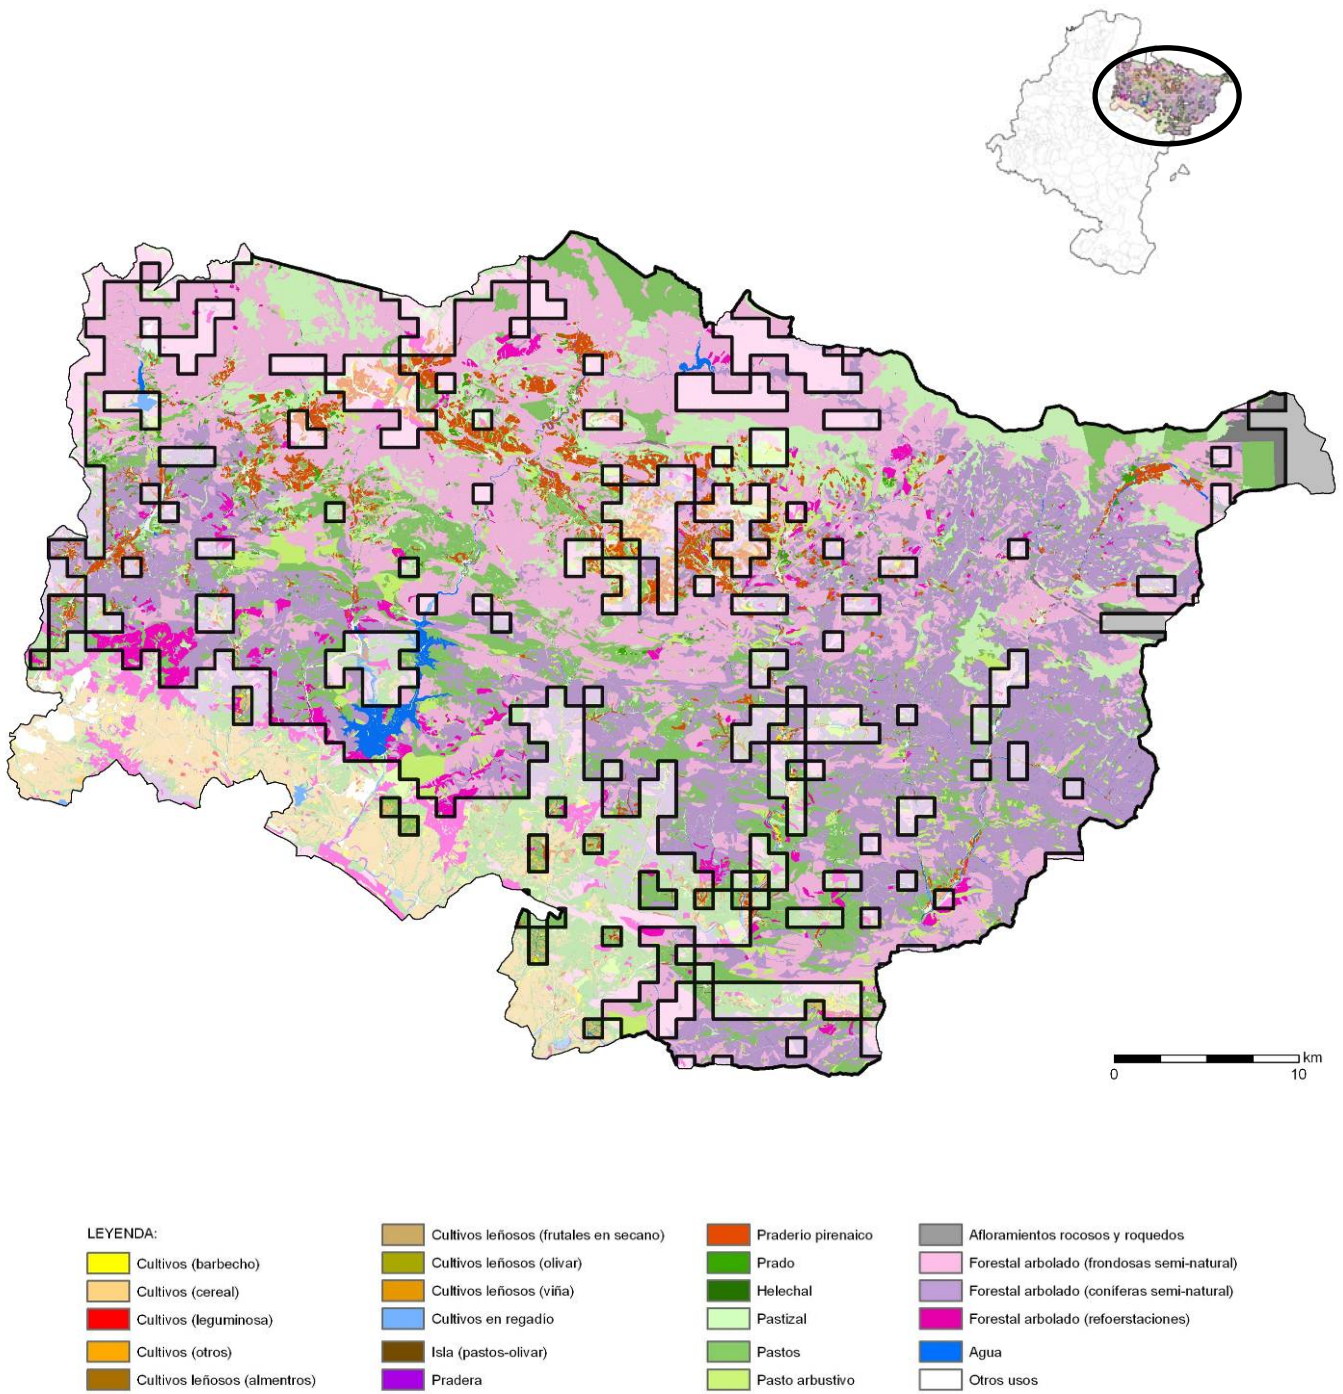 km
0 10
LEYENDA:
Cultivos (barbecho)
Cultivos (cereal)
Cultivos (leguminosa)
Cultivos (otros)
Cultivos leñosos (almentros)
Cultivos leñosos (frutales en secano)
Cultivos leñosos (olivar)
Cultivos leñosos (viña)
Cultivos en regadío
Isla (pastos-olivar)
Pradera
Praderio pirenaico
Prado
Helechal
Pastizal
Pastos
Pasto arbustivo
Afloramientos rocosos y roquedos
Forestal arbolado (frondosas semi-natural)
Forestal arbolado (coníferas semi-natural)
Forestal arbolado (refoerstaciones)
Agua
Otros usos